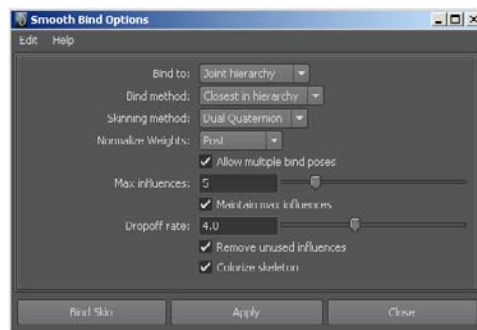 Smooth Bind Options
Edit Help
Bind to: Joint hierarchy
Bind method: Closest in hierarchy
Skinning method: Dual Quaternion
Normalize Weights: Post
Allow multiple bind poses
Max influences: 5
Maintain max influences
Dropoff rate: 4.0
Remove unused influences
Colorize skeleton
Bind Skin Apply Close